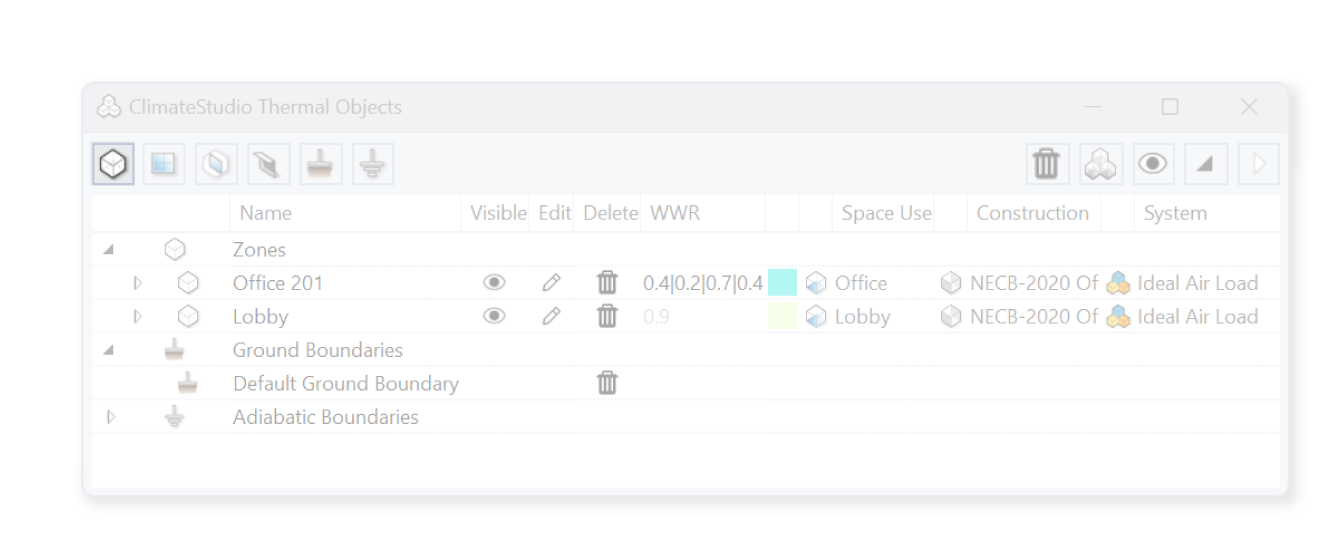 ClimateStudio Thermal Objects
Name Visible Edit Delete WWR Space Use Construction System
Zones
Office 201 0.4|0.2|0.7|0.4 Office NECB-2020 Of Ideal Air Load
Lobby 0.9 Lobby NECB-2020 Of Ideal Air Load
Ground Boundaries
Default Ground Boundary
Adiabatic Boundaries